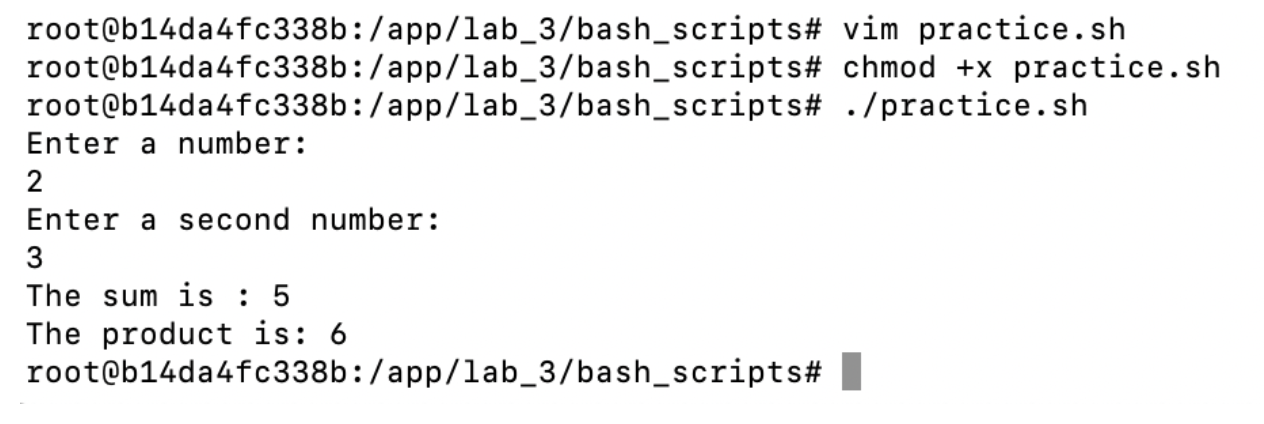 root@b14da4fc338b:/app/lab_3/bash_scripts# vim practice.sh
root@b14da4fc338b:/app/lab_3/bash_scripts# chmod +x practice.sh
root@b14da4fc338b:/app/lab_3/bash_scripts# ./practice.sh
Enter a number:
2
Enter a second number:
3
The sum is : 5
The product is: 6
root@b14da4fc338b:/app/lab_3/bash_scripts#